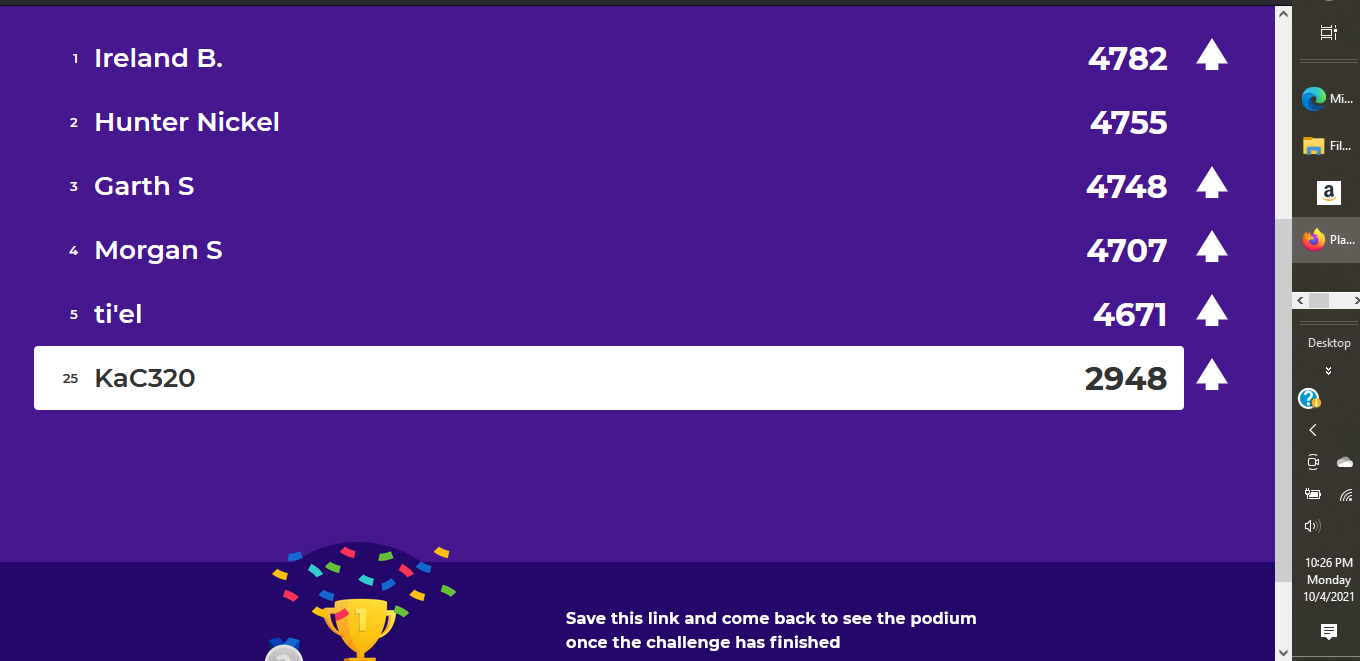 1 Ireland B. 4782
2 Hunter Nickel 4755
3 Garth S 4748
4 Morgan S 4707
5 ti'el 4671
25 KaC320 2948
Save this link and come back to see the podium
once the challenge has finished
1
Mi...
Fil...
a
Pla...
Desktop
10:26 PM
Monday
10/4/2021